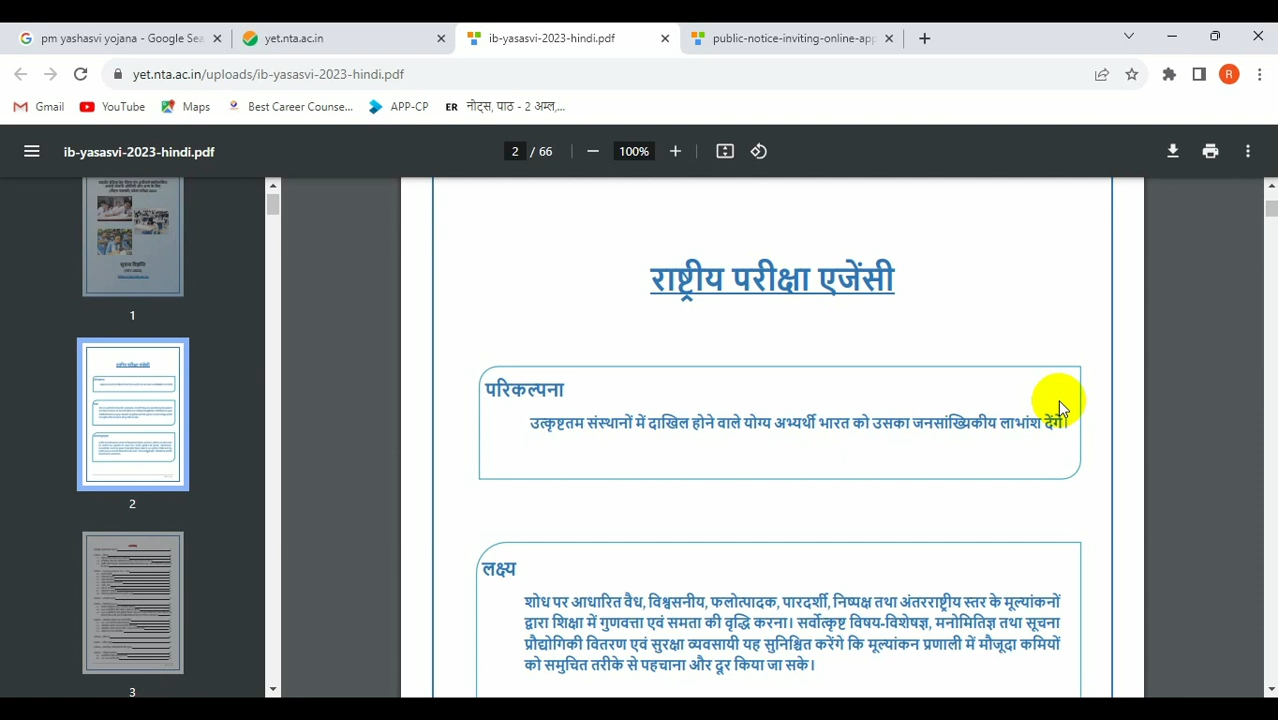 pm yashasvi yojana - Google Sea
yet.nta.ac.in
ib-yasasvi-2023-hindi.pdf
public-notice-inviting-online-app
yet.nta.ac.in/uploads/ib-yasasvi-2023-hindi.pdf
R
Gmail
YouTube
Maps
Best Career Counse...
APP-CP
ER नोट्स, पाठ - 2 अम्ल,...
ib-yasasvi-2023-hindi.pdf
2 / 66
100%
1
2
3
राष्ट्रीय परीक्षा एजेंसी
परिकल्पना
उत्कृष्टतम संस्थानों में दाखिल होने वाले योग्य अभ्यर्थी भारत को उसका जनसांख्यिकीय लाभांश देंगे।
लक्ष्य
शोध पर आधारित वैध, विश्वसनीय, फलोत्पादक, पारदर्शी, निष्पक्ष तथा अंतरराष्ट्रीय स्तर के मूल्यांकनों
द्वारा शिक्षा में गुणवत्ता एवं समता की वृद्धि करना। सर्वोत्कृष्ट विषय-विशेषज्ञ, मनोमितिज्ञ तथा सूचना
प्रौद्योगिकी वितरण एवं सुरक्षा व्यवसायी यह सुनिश्चित करेंगे कि मूल्यांकन प्रणाली में मौजूदा कमियों
को समुचित तरीके से पहचाना और दूर किया जा सके।